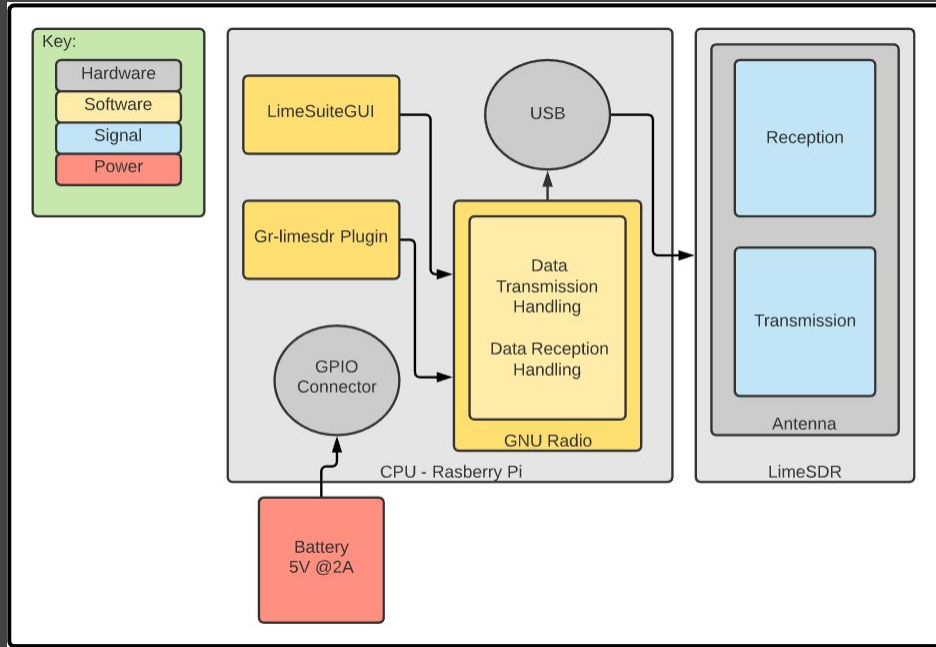 Key:
Hardware
Software
Signal
Power
LimeSuiteGUI
Gr-limesdr Plugin
GPIO
Connector
USB
Data
Transmission
Handling
Data Reception
Handling
GNU Radio
CPU - Rasberry Pi
Battery
5V @2A
Reception
Transmission
Antenna
LimeSDR